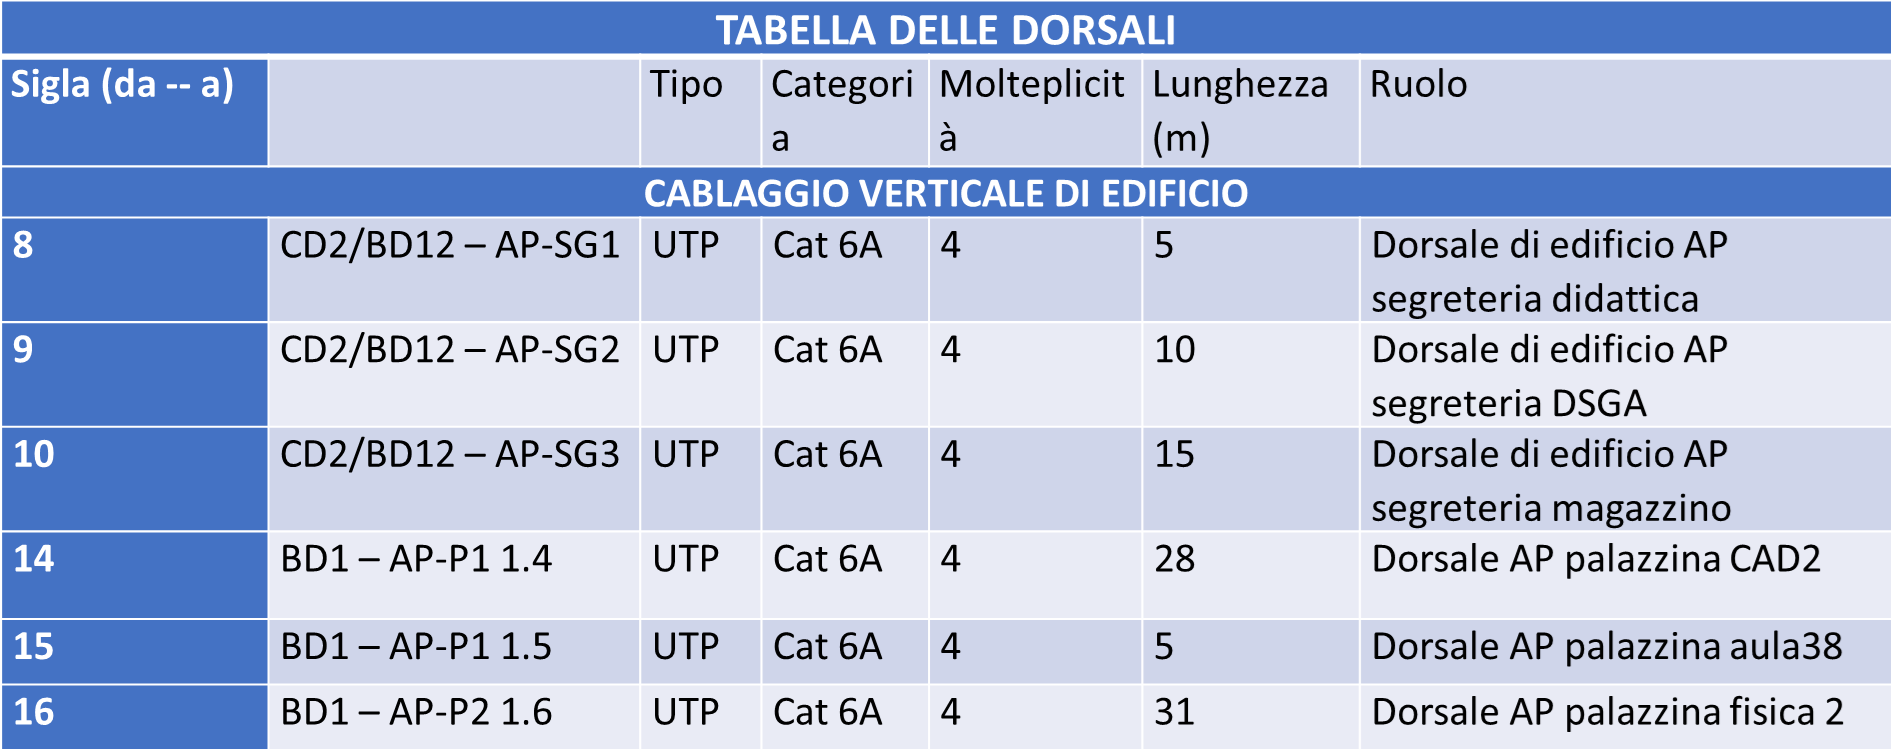 TABELLA DELLE DORSALI
Sigla (da -- a) Tipo Categori Molteplicit Lunghezza Ruolo
a à (m)
CABLAGGIO VERTICALE DI EDIFICIO
8 CD2/BD12 – AP-SG1 UTP Cat 6A 4 5 Dorsale di edificio AP
segreteria didattica
9 CD2/BD12 – AP-SG2 UTP Cat 6A 4 10 Dorsale di edificio AP
segreteria DSGA
10 CD2/BD12 – AP-SG3 UTP Cat 6A 4 15 Dorsale di edificio AP
segreteria magazzino
14 BD1 – AP-P1 1.4 UTP Cat 6A 4 28 Dorsale AP palazzina CAD2
15 BD1 – AP-P1 1.5 UTP Cat 6A 4 5 Dorsale AP palazzina aula38
16 BD1 – AP-P2 1.6 UTP Cat 6A 4 31 Dorsale AP palazzina fisica 2